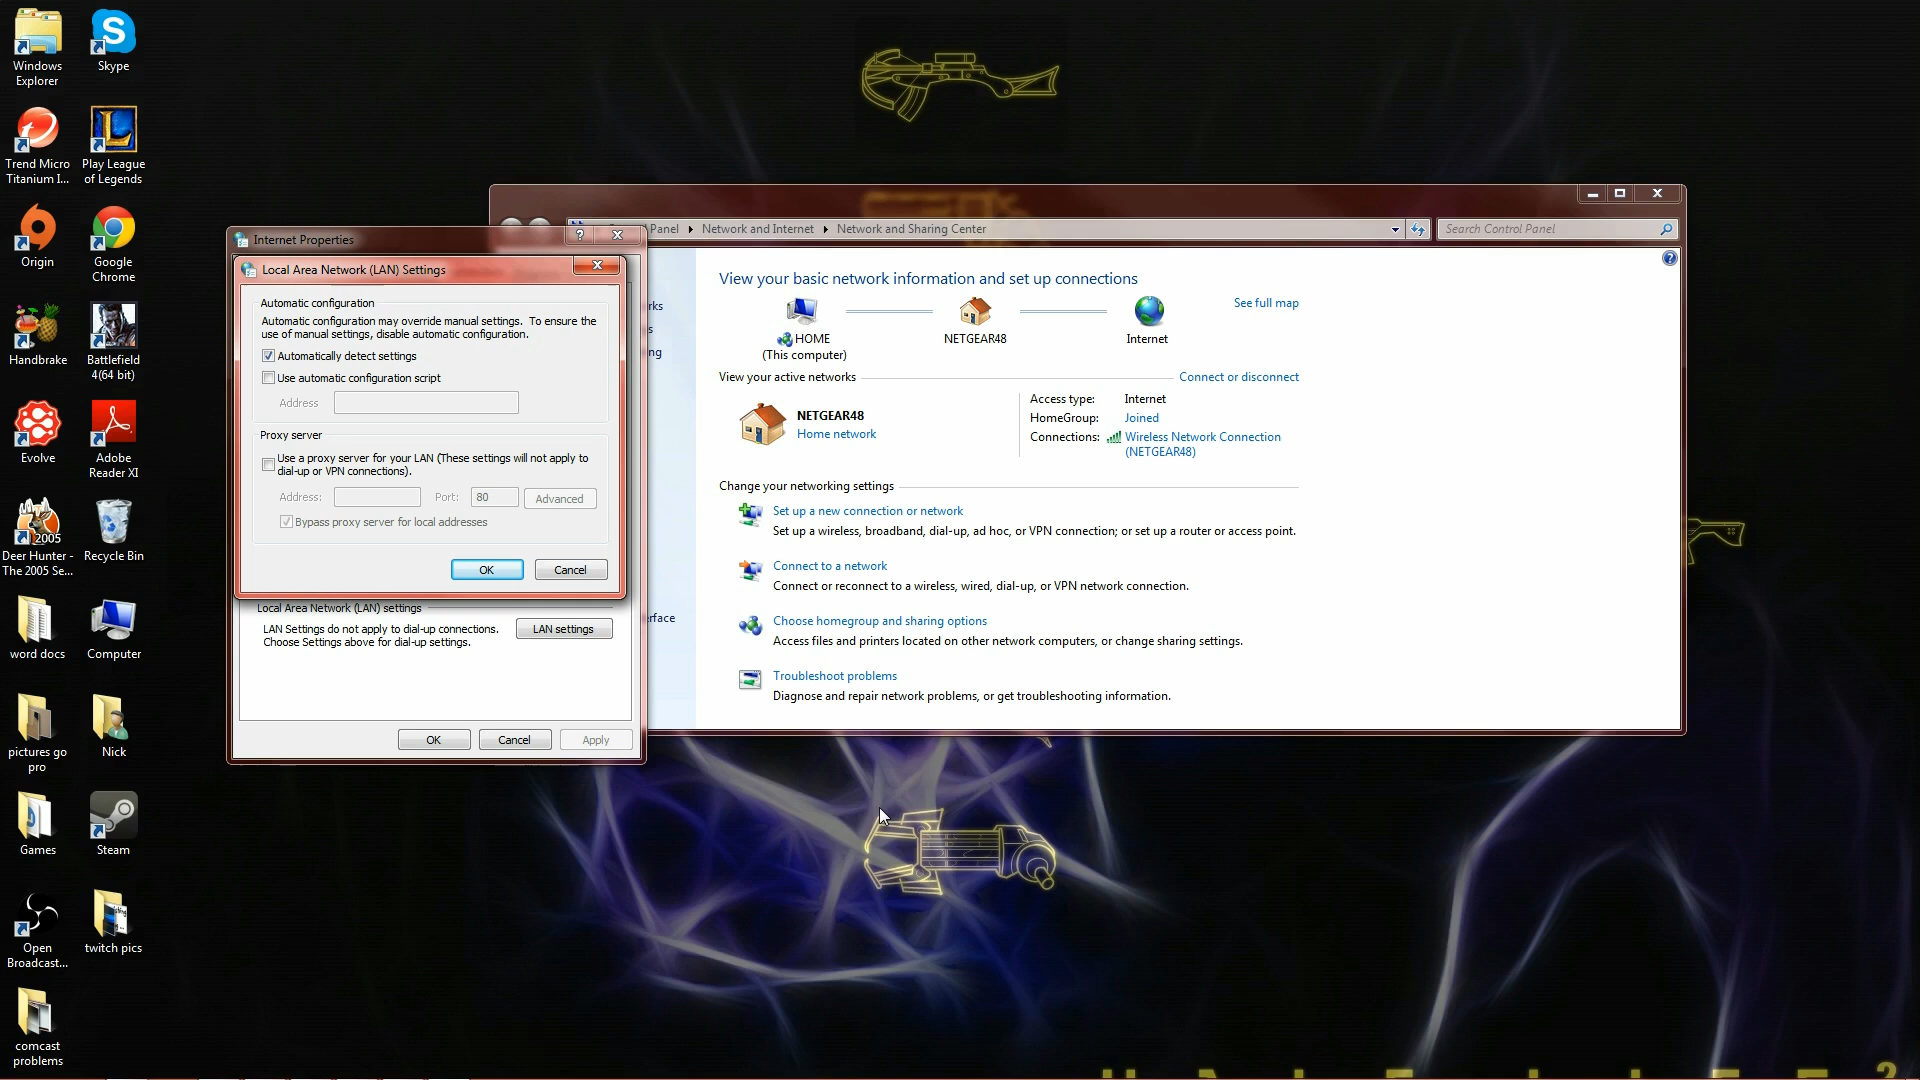 Windows
Explorer
Skype
Trend Micro
Titanium I...
Play League
of Legends
Origin
Google
Chrome
Handbrake
Battlefield
4(64 bit)
Evolve
Adobe
Reader XI
2005
Deer Hunter -
The 2005 Se...
Recycle Bin
word docs
Computer
pictures go
pro
Nick
Games
Steam
Open
Broadcast...
twitch pics
comcast
problems
Internet Properties
Local Area Network (LAN) Settings
Automatic configuration
Automatic configuration may override manual settings. To ensure the
use of manual settings, disable automatic configuration.
Automatically detect settings
Use automatic configuration script
Address
Proxy server
Use a proxy server for your LAN (These settings will not apply to
dial-up or VPN connections).
Address:
Port: 80
Advanced
Bypass proxy server for local addresses
OK
Cancel
Local Area Network (LAN) settings
LAN Settings do not apply to dial-up connections.
Choose Settings above for dial-up settings.
LAN settings
OK
Cancel
Apply
Panel
Network and Internet
Network and Sharing Center
Search Control Panel
rks
s
ng
erface
View your basic network information and set up connections
HOME
(This computer)
NETGEAR48
Internet
See full map
View your active networks
Connect or disconnect
NETGEAR48
Home network
Access type: Internet
HomeGroup: Joined
Connections: Wireless Network Connection
(NETGEAR48)
Change your networking settings
Set up a new connection or network
Set up a wireless, broadband, dial-up, ad hoc, or VPN connection; or set up a router or access point.
Connect to a network
Connect or reconnect to a wireless, wired, dial-up, or VPN network connection.
Choose homegroup and sharing options
Access files and printers located on other network computers, or change sharing settings.
Troubleshoot problems
Diagnose and repair network problems, or get troubleshooting information.